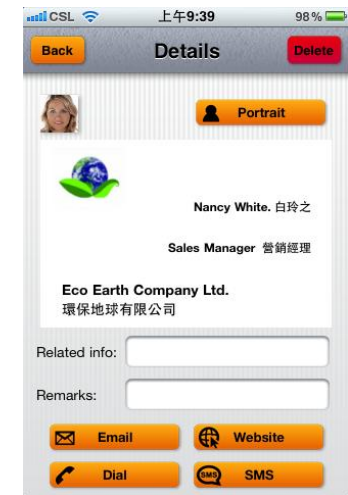 CSL 上午9:39 98%
Back Details Delete
Portrait
Nancy White. 白玲之
Sales Manager 營銷經理
Eco Earth Company Ltd.
環保地球有限公司
Related info:
Remarks:
Email Website
Dial SMS SMS